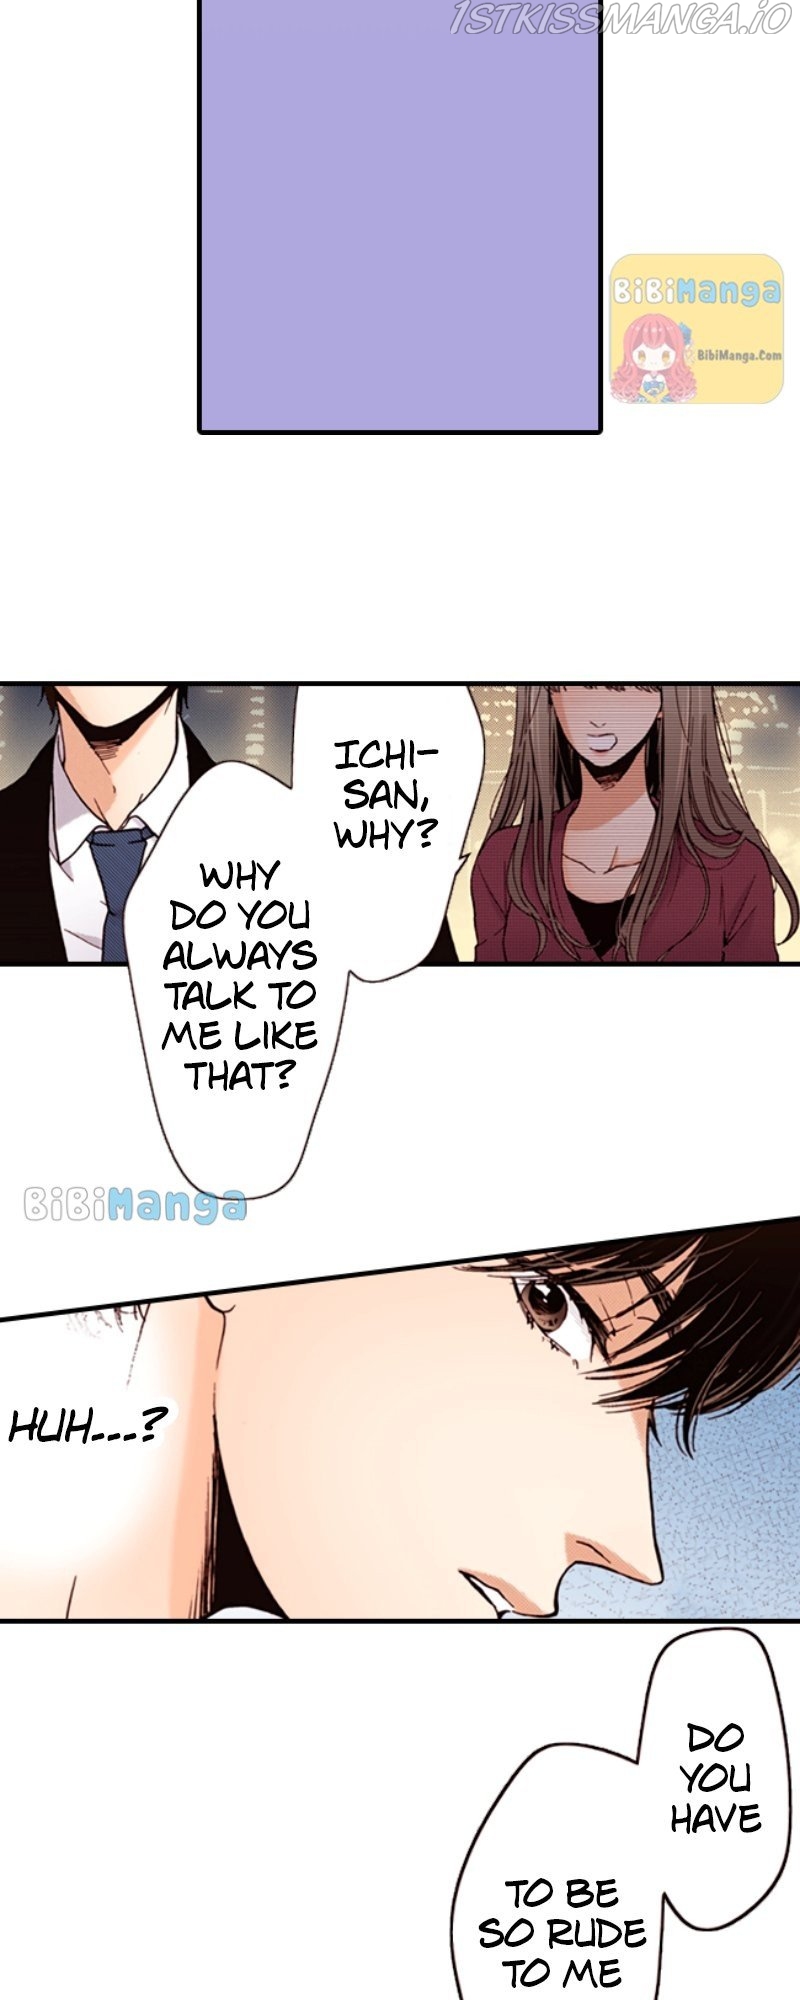 1STKISSMANGA.IO
BiBiManga
BibiManga.Com
ICHI-
SAN,
WHY?
WHY
DO YOU
ALWAYS
TALK TO
ME LIKE
THAT?
BiBiManga
HUH...?
DO
YOU
HAVE
TO BE
SO RUDE
TO ME